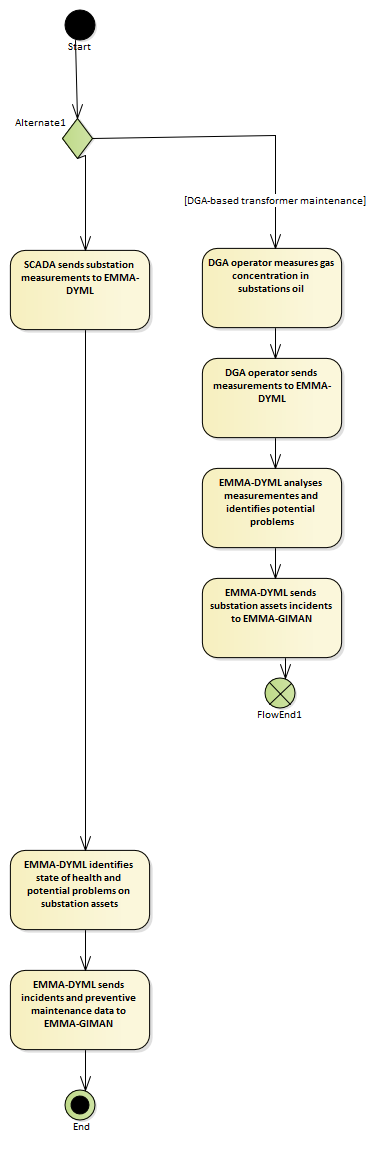 Start
Alternate1
[DGA-based transformer maintenance]
SCADA sends substation
measurements to EMMA-
DYML
DGA operator measures gas
concentration in
substations oil
DGA operator sends
measurements to EMMA-
DYML
EMMA-DYML analyses
measurementes and
identifies potential
problems
EMMA-DYML sends
substation assets incidents
to EMMA-GIMAN
FlowEnd1
EMMA-DYML identifies
state of health and
potential problems on
substation assets
EMMA-DYML sends
incidents and preventive
maintenance data to
EMMA-GIMAN
End